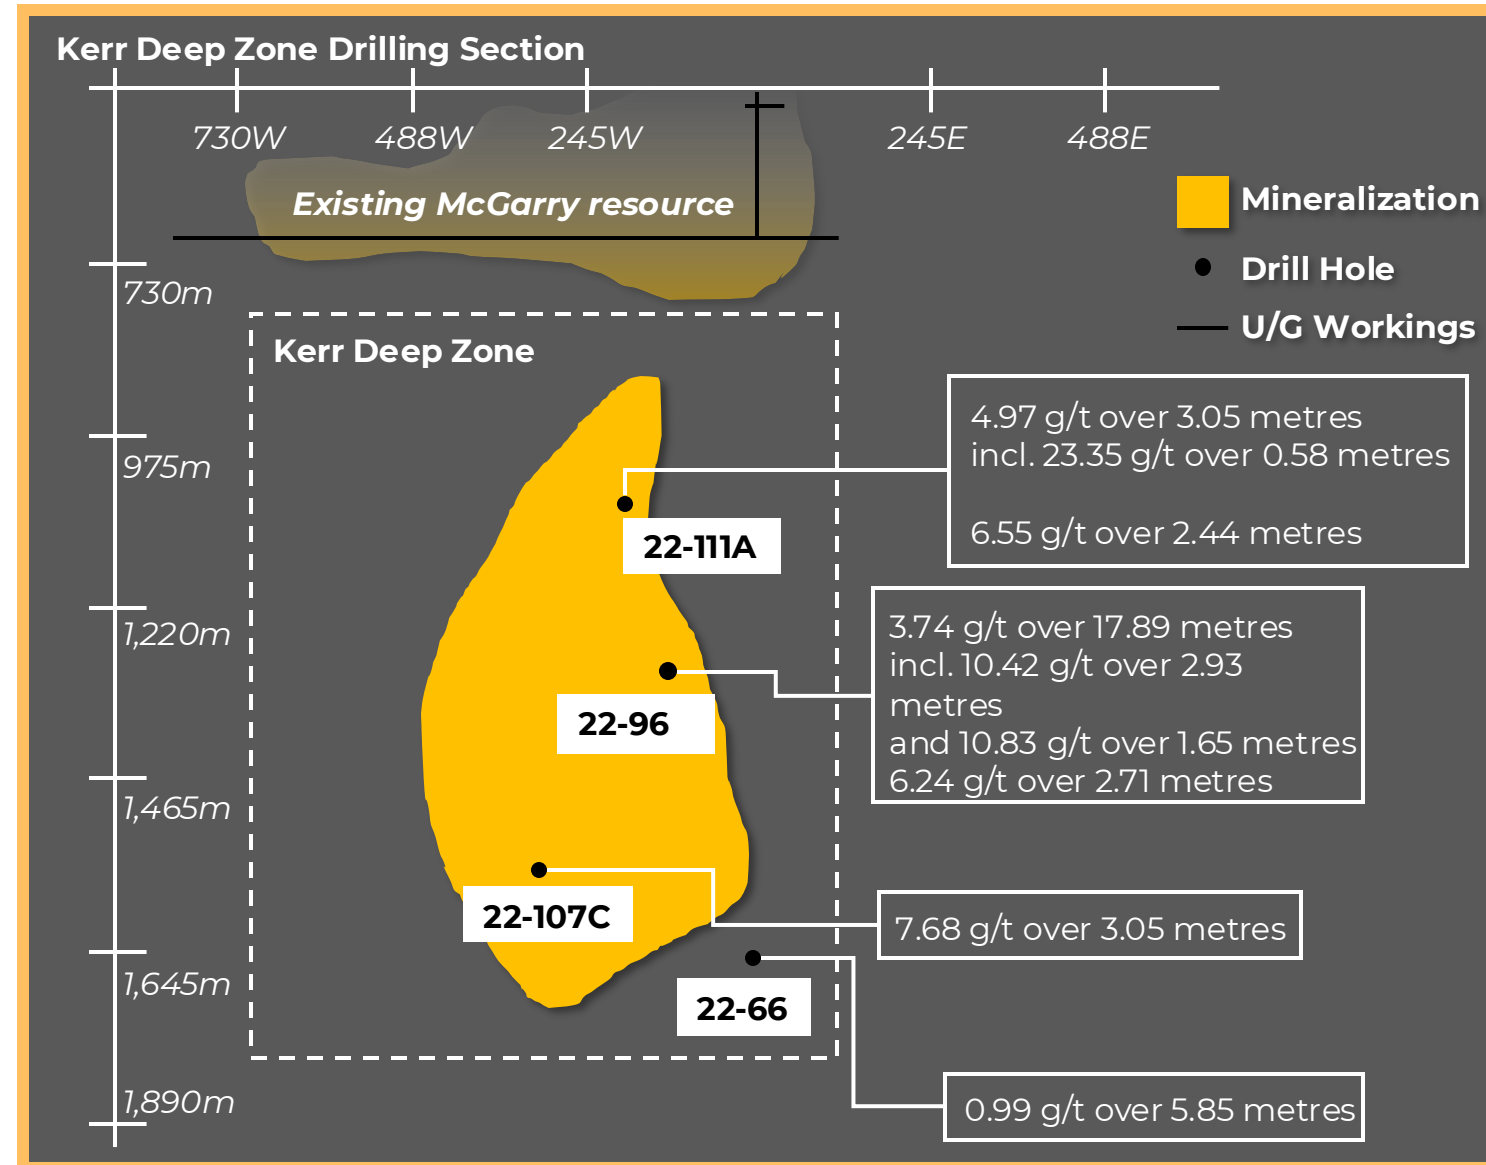 Kerr Deep Zone Drilling Section
730W
488W
245W
245E
488E
Existing McGarry resource
Mineralization
Drill Hole
U/G Workings
730m
975m
1,220m
1,465m
1,645m
1,890m
Kerr Deep Zone
4.97 g/t over 3.05 metres
incl. 23.35 g/t over 0.58 metres
6.55 g/t over 2.44 metres
22-111A
3.74 g/t over 17.89 metres
incl. 10.42 g/t over 2.93
metres
and 10.83 g/t over 1.65 metres
6.24 g/t over 2.71 metres
22-96
22-107C
7.68 g/t over 3.05 metres
22-66
0.99 g/t over 5.85 metres